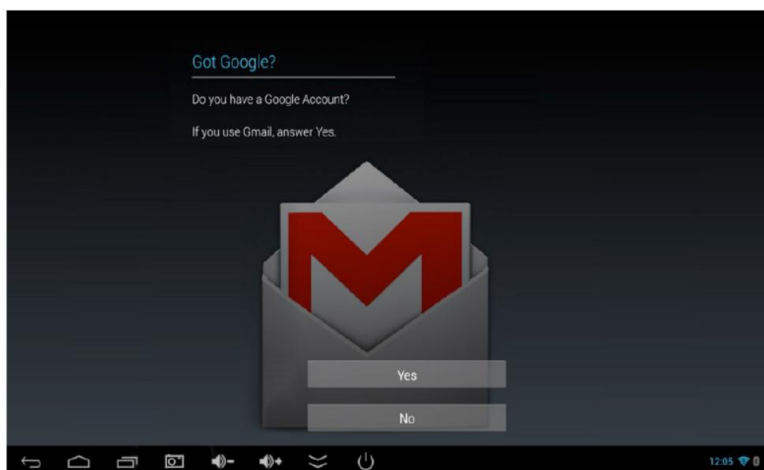 Got Google?
Do you have a Google Account?
If you use Gmail, answer Yes.
Yes
No
12:05